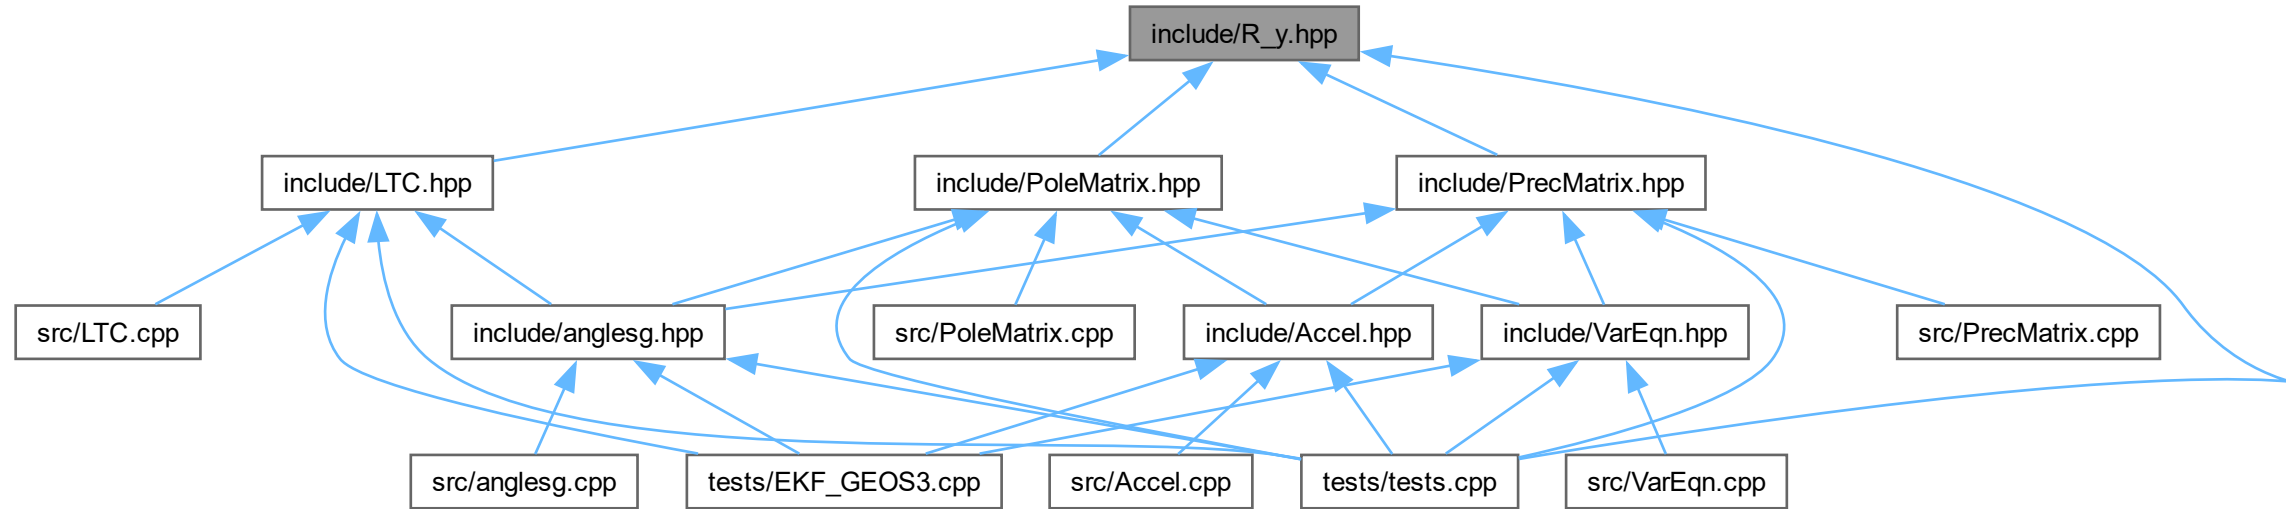 include/R_y.hpp
include/LTC.hpp
include/PoleMatrix.hpp
include/PrecMatrix.hpp
src/LTC.cpp
include/anglesg.hpp
src/PoleMatrix.cpp
include/Accel.hpp
include/VarEqn.hpp
src/PrecMatrix.cpp
src/anglesg.cpp
tests/EKF_GEOS3.cpp
src/Accel.cpp
tests/tests.cpp
src/VarEqn.cpp